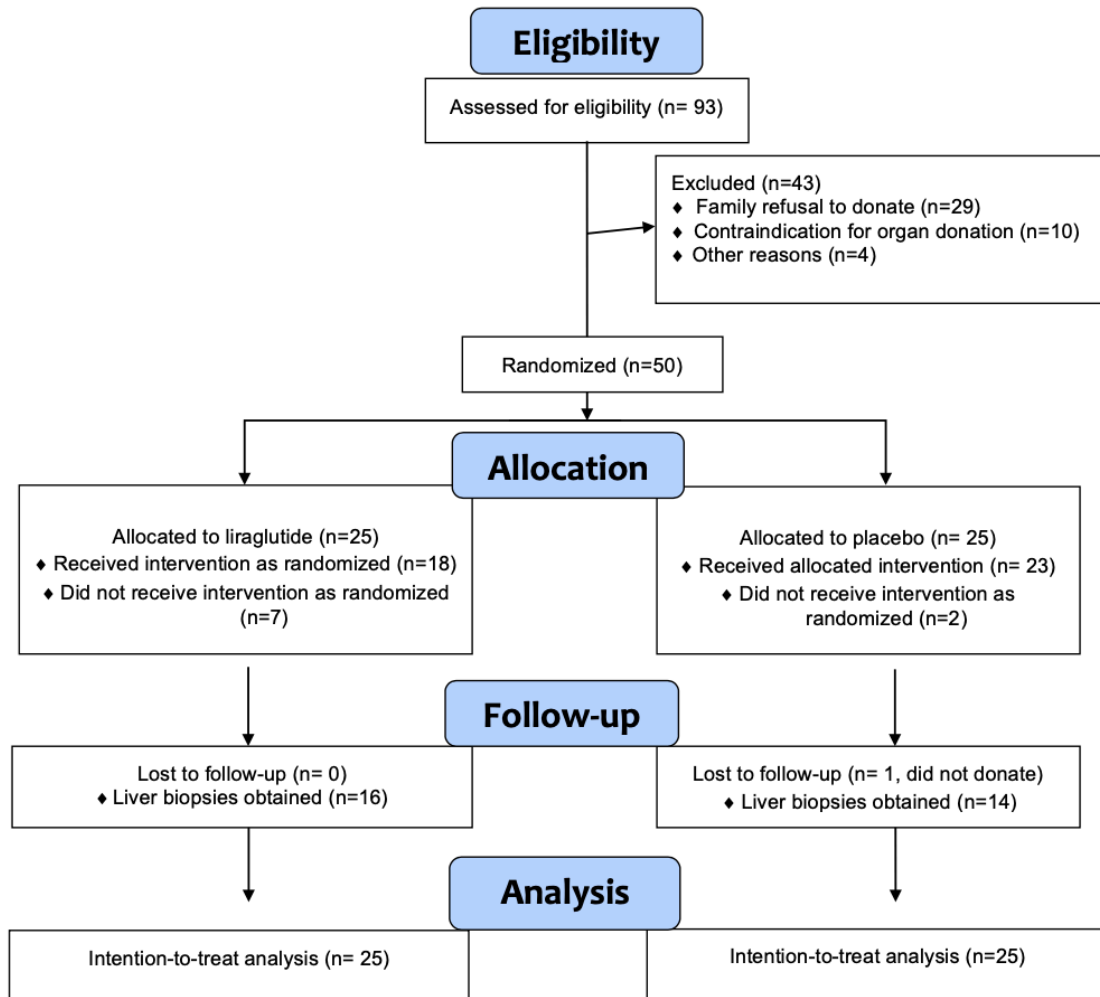 Eligibility
Assessed for eligibility (n= 93)
Excluded (n=43)
♦ Family refusal to donate (n=29)
♦ Contraindication for organ donation (n=10)
♦ Other reasons (n=4)
Randomized (n=50)
Allocation
Allocated to liraglutide (n=25)
♦ Received intervention as randomized (n=18)
♦ Did not receive intervention as randomized
(n=7)
Allocated to placebo (n= 25)
♦ Received allocated intervention (n= 23)
♦ Did not receive intervention as
randomized (n=2)
Follow-up
Lost to follow-up (n= 0)
♦ Liver biopsies obtained (n=16)
Lost to follow-up (n= 1, did not donate)
♦ Liver biopsies obtained (n=14)
Analysis
Intention-to-treat analysis (n= 25)
Intention-to-treat analysis (n=25)